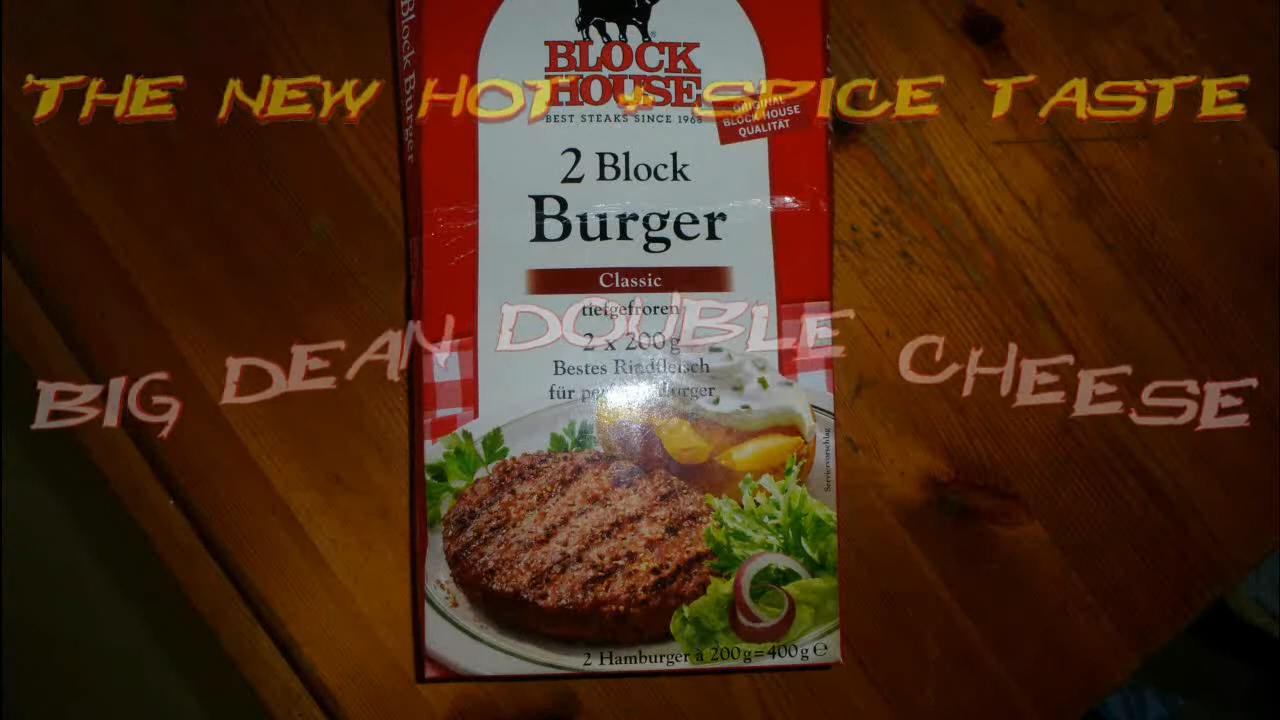 BLOCK
HOUSE
BEST STEAKS SINCE 1968
ORIGINAL
BLOCK HOUSE
QUALITÄT
Block Burger
THE NEW HOT & SPICE TASTE
2 Block
Burger
Classic
tiefgefroren
2 x 200g
Bestes Rindfleisch
für Burger
BIG DEAN DOUBLE CHEESE
Serviervorschlag
2 Hamburger à 200g=400g e